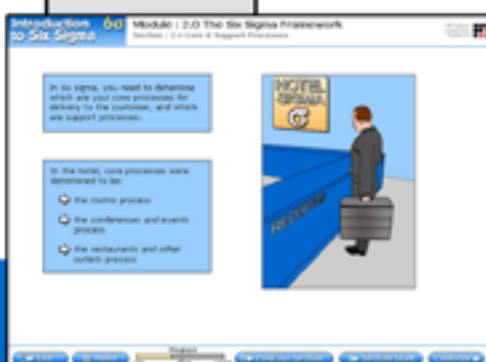 Introduction
to Six Sigma
6σ
Module : 2.0 The Six Sigma Framework
Section : 2.4 Core & Support Processes
In six sigma, you need to determine
which are your core processes for
delivery to the customer, and which
are support processes.
In the hotel, core processes were
determined to be:
the rooms process
the conferences and events
process
the restaurants and other
outlets process
HOTEL
SIGMA
σ
RECEPTION
Progress